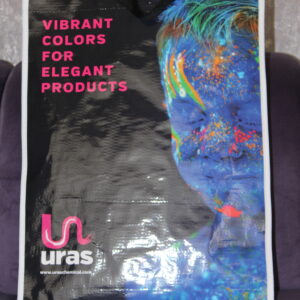 VIBRANT
COLORS
FOR
ELEGANT
PRODUCTS
uras
www.uraschemical.com